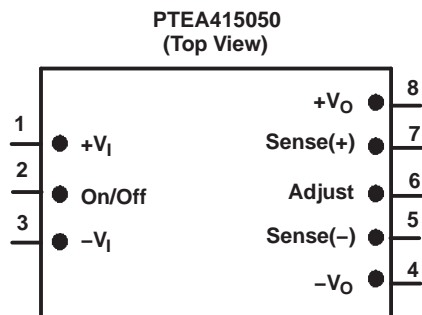 PTEA415050
(Top View)
1
+VI
2
On/Off
3
−VI
+VO
8
Sense(+)
7
Adjust
6
Sense(−)
5
−VO
4